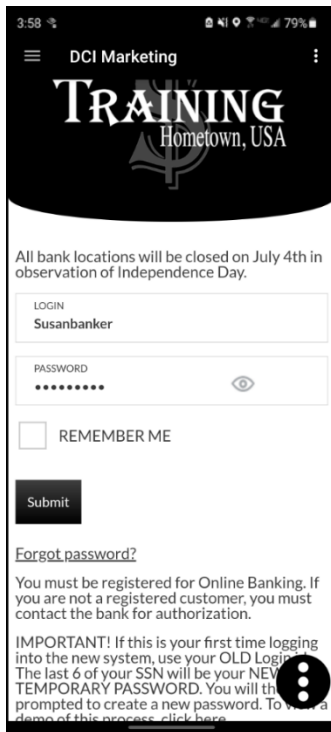 3:58 79%
DCI Marketing
TRAINING
Hometown, USA
All bank locations will be closed on July 4th in
observation of Independence Day.
LOGIN
Susanbanker
PASSWORD
REMEMBER ME
Submit
Forgot password?
You must be registered for Online Banking. If
you are not a registered customer, you must
contact the bank for authorization.
IMPORTANT! If this is your first time logging
into the new system, use your OLD Login
The last 6 of your SSN will be your NEW
TEMPORARY PASSWORD. You will
prompted to create a new password. To a
demo of this process, click here